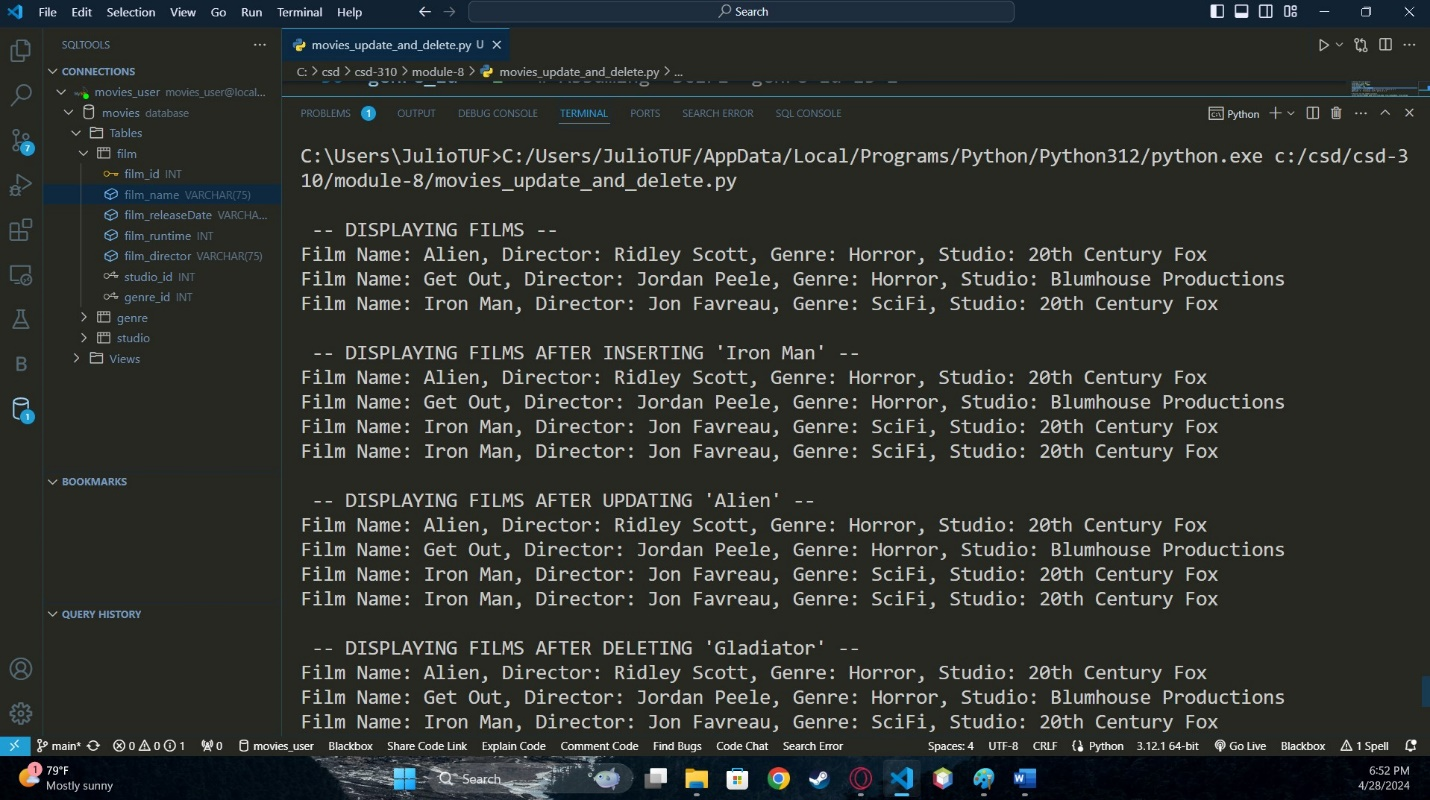 File Edit Selection View Go Run Terminal Help
Search
SQLTOOLS
movies_update_and_delete.py U
CONNECTIONS
C: > csd > csd-310 > module-8 > movies_update_and_delete.py > ...
movies_user movies_user@local...
movies database
Tables
film
film_id INT
film_name VARCHAR(75)
film_releaseDate VARCHA...
film_runtime INT
film_director VARCHAR(75)
studio_id INT
genre_id INT
genre
studio
Views
BOOKMARKS
QUERY HISTORY
7
B
1
PROBLEMS 1 OUTPUT DEBUG CONSOLE TERMINAL PORTS SEARCH ERROR SQL CONSOLE
Python
C:\Users\JulioTUF>C:/Users/JulioTUF/AppData/Local/Programs/Python/Python312/python.exe c:/csd/csd-3
10/module-8/movies_update_and_delete.py
-- DISPLAYING FILMS --
Film Name: Alien, Director: Ridley Scott, Genre: Horror, Studio: 20th Century Fox
Film Name: Get Out, Director: Jordan Peele, Genre: Horror, Studio: Blumhouse Productions
Film Name: Iron Man, Director: Jon Favreau, Genre: SciFi, Studio: 20th Century Fox
-- DISPLAYING FILMS AFTER INSERTING 'Iron Man' --
Film Name: Alien, Director: Ridley Scott, Genre: Horror, Studio: 20th Century Fox
Film Name: Get Out, Director: Jordan Peele, Genre: Horror, Studio: Blumhouse Productions
Film Name: Iron Man, Director: Jon Favreau, Genre: SciFi, Studio: 20th Century Fox
Film Name: Iron Man, Director: Jon Favreau, Genre: SciFi, Studio: 20th Century Fox
-- DISPLAYING FILMS AFTER UPDATING 'Alien' --
Film Name: Alien, Director: Ridley Scott, Genre: Horror, Studio: 20th Century Fox
Film Name: Get Out, Director: Jordan Peele, Genre: Horror, Studio: Blumhouse Productions
Film Name: Iron Man, Director: Jon Favreau, Genre: SciFi, Studio: 20th Century Fox
Film Name: Iron Man, Director: Jon Favreau, Genre: SciFi, Studio: 20th Century Fox
-- DISPLAYING FILMS AFTER DELETING 'Gladiator' --
Film Name: Alien, Director: Ridley Scott, Genre: Horror, Studio: 20th Century Fox
Film Name: Get Out, Director: Jordan Peele, Genre: Horror, Studio: Blumhouse Productions
Film Name: Iron Man, Director: Jon Favreau, Genre: SciFi, Studio: 20th Century Fox
main* 0 0 1 0 movies_user Blackbox Share Code Link Explain Code Comment Code Find Bugs Code Chat Search Error Spaces: 4 UTF-8 CRLF Python 3.12.1 64-bit Go Live Blackbox 1 Spell
1
79°F
Mostly sunny
Search
6:52 PM
4/28/2024